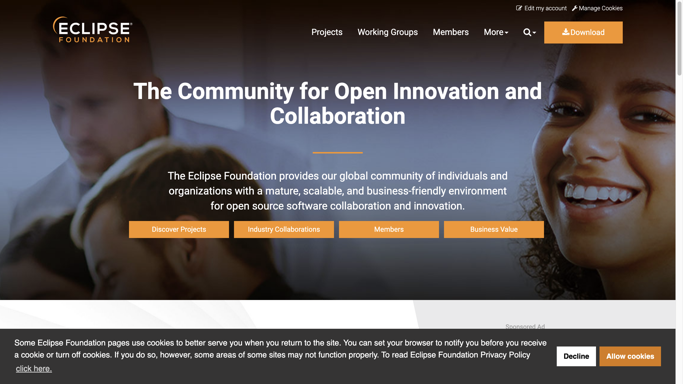 Edit my account Manage Cookies
ECLIPSE
FOUNDATION
Projects Working Groups Members More Download
The Community for Open Innovation and
Collaboration
The Eclipse Foundation provides our global community of individuals and
organizations with a mature, scalable, and business-friendly environment
for open source software collaboration and innovation.
Discover Projects Industry Collaborations Members Business Value
Sponsored Ad
Some Eclipse Foundation pages use cookies to better serve you when you return to the site. You can set your browser to notify you before you receive
a cookie or turn off cookies. If you do so, however, some areas of some sites may not function properly. To read Eclipse Foundation Privacy Policy
click here.
Decline Allow cookies